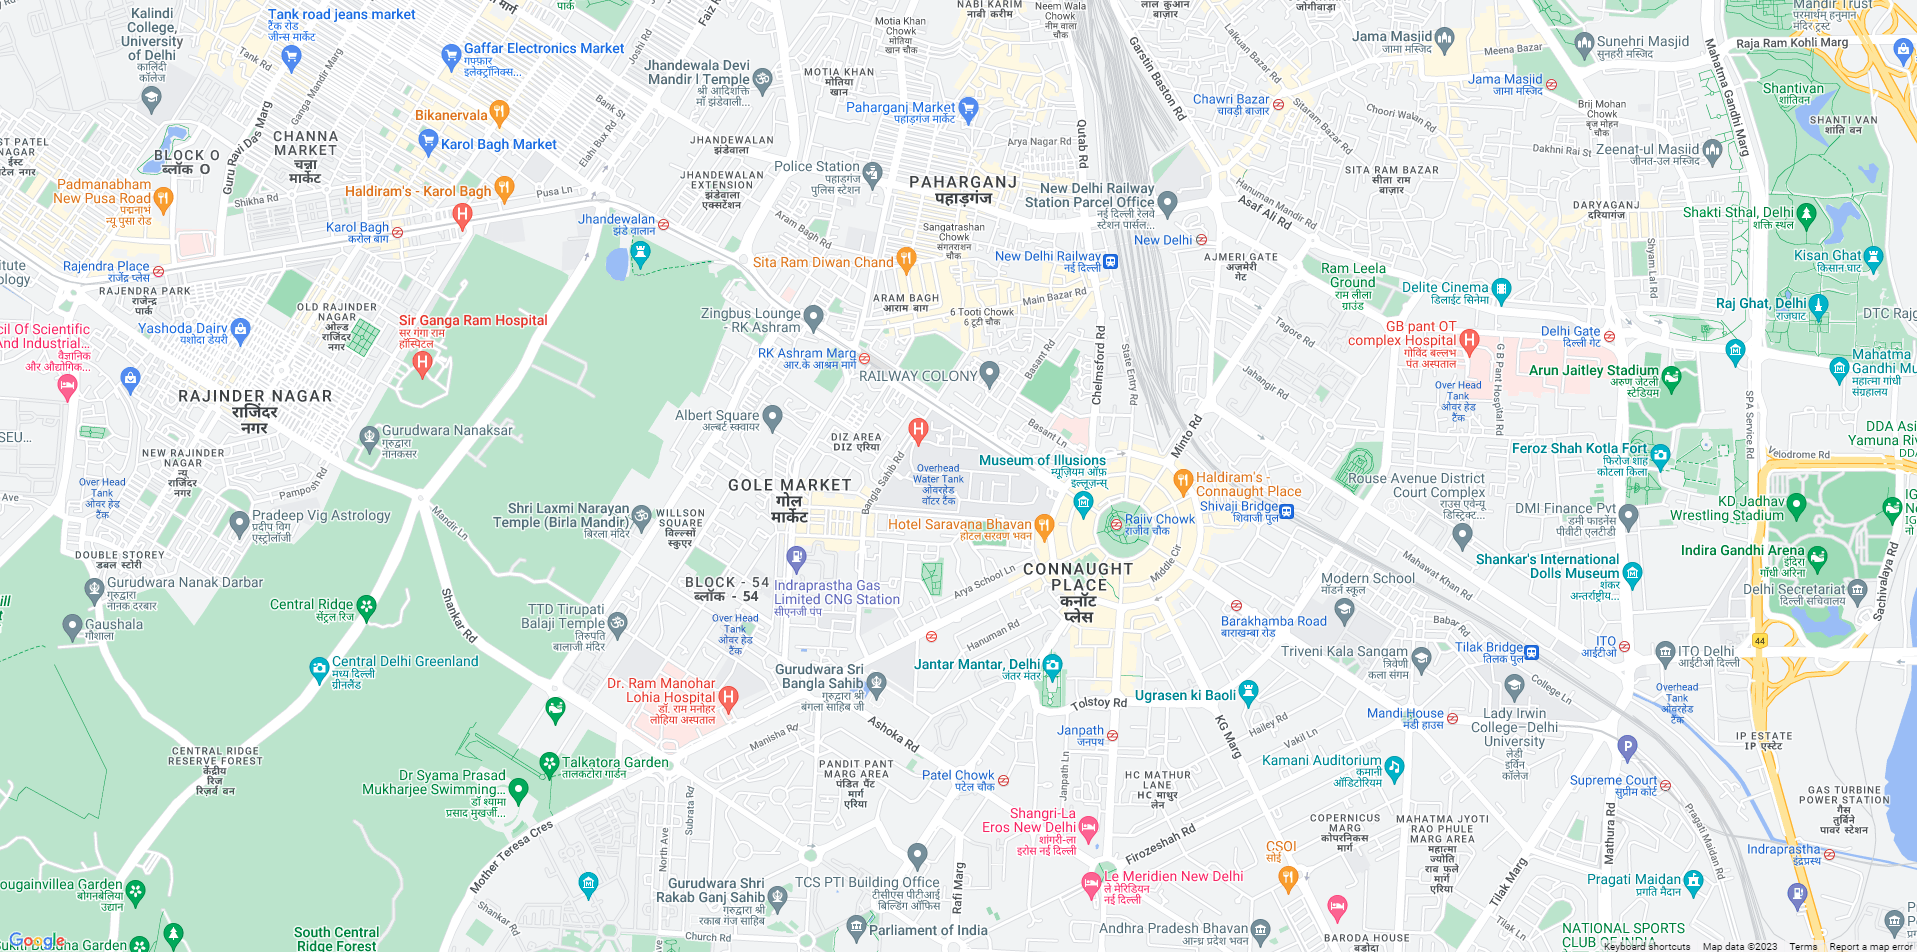 Kalindi
College,
University
of Delhi
कालिंदी
कॉलेज
Tank road jeans market
टैंक रोड
जीन्स मार्केट
Gaffar Electronics Market
गफ्फार
इलेक्ट्रॉनिक्स...
Tank Rd
Ganga Mandir Marg
Joshi Rd
Faiz R
पार्क
Jhandewala Devi
Mandir | Temple
श्री आदिशक्ति
माँ झंडेवाली...
Motia Khan
Chowk
मोतिया
खान चौक
MOTIA KHAN
मोतिया
खान
NABI KARIM
नाबी करीम
Neem Wala
Chowk
नीम वाला
चौक
लाल कुआन
बाज़ार
जोगीवाड़ा
Garstin Baston Rd
Lalkuan Bazar Rd
Jama Masjid
जामा मस्जिद
Meena Bazar
Sunehri Masjid
सुनहरी मस्जिद
Mandir Trust
परमार्थम् हनुमान
मंदिर ट्रस्ट
Raja Ram Kohli Marg
Mahatma Gandhi Marg
Jama Masjid
जामा मस्जिद
Shantivan
शांतिवन
SHANTI VAN
शांति वन
Bikanervala
Karol Bagh Market
Bank St
Elahi Bux Rd
Guru Ravi Das Marg
CHANNA
MARKET
चन्ना
मार्केट
BLOCK O
ब्लॉक O
ST PATEL
NAGAR
ईस्ट
टेल नगर
Padmanabham
New Pusa Road
पद्मनाभं
न्यू पुसा रोड
Shikha Rd
Haldiram's - Karol Bagh
Pusa Ln
JHANDEWALAN
झंडेवाला
JHANDEWALAN
EXTENSION
झंडेवाला
एक्सटेंशन
Police Station
पहाड़गंज
पुलिस स्टेशन
Paharganj Market
पहाड़गंज मार्केट
Arya Nagar Rd
Qutab Rd
PAHARGANJ
पहाड़गंज
New Delhi Railway
Station Parcel Office
नई दिल्ली रेलवे
स्टेशन पार्सल...
Chawri Bazar
चावड़ी बाजार
Sitaram Bazar Rd
Choori Walan Rd
Brij Mohan
Chowk
बृज मोहन
चौक
Dakhni Rai St
Zeenat-ul Masjid
जीनत-उल मस्जिद
SITA RAM BAZAR
सीता राम
बाज़ार
Hanuman Mandir Rd
Asaf Ali Rd
DARYAGANJ
दरियागंज
Shakti Sthal, Delhi
शक्ति स्थल
Karol Bagh
करोल बाग
Jhandewalan
झंडे वालान
Aram Bagh Rd
Sangatrashan
Chowk
संगतराशन
चौक
Sita Ram Diwan Chand
New Delhi
New Delhi Railway
नई दिल्ली
AJMERI GATE
अजमेरी
गेट
Ram Leela
Ground
राम लीला
ग्राउंड
Shyam Lal Rd
Kisan Ghat
किसान घाट
Rajendra Place
राजेंद्र प्लेस
itute
ology
RAJENDRA PARK
राजेन्द्र
पार्क
OLD RAJINDER
NAGAR
ओल्ड
राजिंदर
नगर
Yashoda Dairy
यशोदा डेयरी
Sir Ganga Ram Hospital
सर गंगा राम
हॉस्पिटल
ARAM BAGH
आराम बाग
Main Bazar Rd
6 Tooti Chowk
6 टूटी चौक
Zingbus Lounge
- RK Ashram
Delite Cinema
डिलाईट सिनेमा
Raj Ghat, Delhi
राजघाट
DTC Rajg
cil Of Scientific
And Industrial...
वैज्ञानिक
और औद्योगिक...
RK Ashram Marg
आर.के आश्रम मार्ग
RAILWAY COLONY
Basant Rd
Chelmsford Rd
State Entry Rd
Tagore Rd
Jahangir Rd
GB pant OT
complex Hospital
गोविंद बल्लभ
पंत अस्पताल
Delhi Gate
दिल्ली गेट
Over Head
Tank
ओवर हेड
टैंक
G B Pant Hospital Rd
Arun Jaitley Stadium
अरुण जेटली
स्टेडियम
Mahatma
Gandhi Mu
महात्मा गांधी
संग्रहालय
SPA Service Rd
RAJINDER NAGAR
राजिंदर
नगर
Gurudwara Nanaksar
गुरुद्वारा
नानकसर
Albert Square
अल्बर्ट स्क्वायर
DIZ AREA
DIZ एरिया
Basant Ln
Minto Rd
SEU...
NEW RAJINDER
NAGAR
न्यू
राजिंदर
नगर
Pamposh Rd
Over Head
Tank
ओवर हेड
टैंक
Ave
Bangla Sahib Rd
Overhead
Water Tank
ओवरहेड
वॉटर टैंक
Museum of Illusions
म्यूज़ियम ऑफ़
इल्लूज़न्स्
Haldiram's -
Connaught Place
Shivaji Bridge
शिवाजी पुल
Rouse Avenue District
Court Complex
राउस एवेन्यू
डिस्ट्रिक्ट...
Feroz Shah Kotla Fort
फिरोज शाह
कोटला किला
DDA Asi
Yamuna Riv
Velodrome Rd
GOLE MARKET
गोल
मार्केट
Mandir Ln
Shri Laxmi Narayan
Temple (Birla Mandir)
बिरला मंदिर
WILLSON
SQUARE
विल्सों
स्कुएर
Hotel Saravana Bhavan
होटल सरवण भवन
Rajiv Chowk
राजीव चौक
DMI Finance Pvt
डमी फाइनेंस
पीवीटी एलटीडी
KD Jadhav
Wrestling Stadium
Pradeep Vig Astrology
प्रदीप विग
एस्ट्रोलॉजी
DOUBLE STOREY
डबल स्टोरी
Gurudwara Nanak Darbar
गुरुद्वारा
नानक दरबार
Gaushala
गौशाला
Central Ridge
सेंट्रल रिज
Shankar Rd
BLOCK - 54
ब्लॉक - 54
Indraprastha Gas
Limited CNG Station
सीएनजी पंप
Arya School Ln
CONNAUGHT
PLACE
कनॉट
प्लेस
Middle Cir
Mahawat Khan Rd
Shankar's International
Dolls Museum
शंकर
अन्तर्राष्ट्रीय...
Indira Gandhi Arena
इंदिरा
गाँधी अरिना
Delhi Secretariat
दिल्ली सचिवालय
Sachivalaya Rd
TTD Tirupati
Balaji Temple
तिरुपति
बालाजी मंदिर
Over Head
Tank
ओवर हेड
टैंक
Hanuman Rd
Modern School
मॉडर्न स्कूल
Barakhamba Road
बाराखम्बा रोड
Babar Rd
Tilak Bridge
तिलक पुल
ITO
आईटीओ
ITO Delhi
आईटीओ दिल्ली
44
Central Delhi Greenland
मध्य दिल्ली
ग्रीनलैंड
Gurudwara Sri
Bangla Sahib
गुरुद्वारा श्री
बंगला साहिब जी
Jantar Mantar, Delhi
जंतर मंतर
Ugrasen ki Baoli
Triveni Kala Sangam
त्रिवेणी
कला संगम
College Ln
Overhead
Tank
ओवरहेड
टैंक
Dr. Ram Manohar
Lohia Hospital
डॉ. राम मनोहर
लोहिया अस्पताल
Tolstoy Rd
Ashoka Rd
Manisha Rd
KG Marg
Hailey Rd
Vakil Ln
Mandi House
मंडी हाउस
Lady Irwin
College–Delhi
University
लेडी
इर्विन
कॉलेज
IP ESTATE
IP एस्टेट
CENTRAL RIDGE
RESERVE FOREST
केंद्रीय
रिज
रिज़र्व वन
Talkatora Garden
तालकटोरा गार्डन
Janpath
जनपथ
Dr Syama Prasad
Mukharjee Swimming...
डॉ श्यामा
प्रसाद मुखर्जी...
PANDIT PANT
MARG AREA
पंडित पैंट
मार्ग
एरिया
Patel Chowk
पटेल चौक
Janpath Ln
HC MATHUR
LANE
HC माथुर
लेन
Kamani Auditorium
कमानी
ऑडिटोरियम
Supreme Court
सुप्रीम कोर्ट
GAS TURBINE
POWER STATION
गैस
तुर्बिने
पावर स्टेशन
Subrata Rd
North Ave
Mother Teresa Cres
Shangri-La
Eros New Delhi
शांगरी-ला
इरोस नई दिल्ली
Firozeshah Rd
COPERNICUS
MARG
कोपरनिकस
मार्ग
MAHATMA JYOTI
RAO PHULE
MARG AREA
महात्मा
ज्योति
राव फुले
मार्ग
एरिया
Mathura Rd
Pragati Maidan Rd
Indraprastha
इंद्रप्रस्थ
CSOI
सोई
Tilak Marg
Pragati Maidan
प्रगति मैदान
ougainvillea Garden
बोगनबेलिया
उद्यान
Gurudwara Shri
Rakab Ganj Sahib
गुरुद्वारा श्री
रकाब गंज साहिब
TCS PTI Building Office
टीसीएस पीटीआई
बिल्डिंग ऑफिस
Rafi Marg
Le Meridien New Delhi
ले मेरिडियन
नई दिल्ली
Shankar Rd
Church Rd
Parliament of India
Andhra Pradesh Bhavan
आन्ध्र प्रदेश भवन
BARODA HOUSE
बड़ोदा
NATIONAL SPORTS
CLUB OF INDIA
South Central
Ridge Forest
Google
Keyboard shortcuts
Map data ©2023
Terms
Report a map error